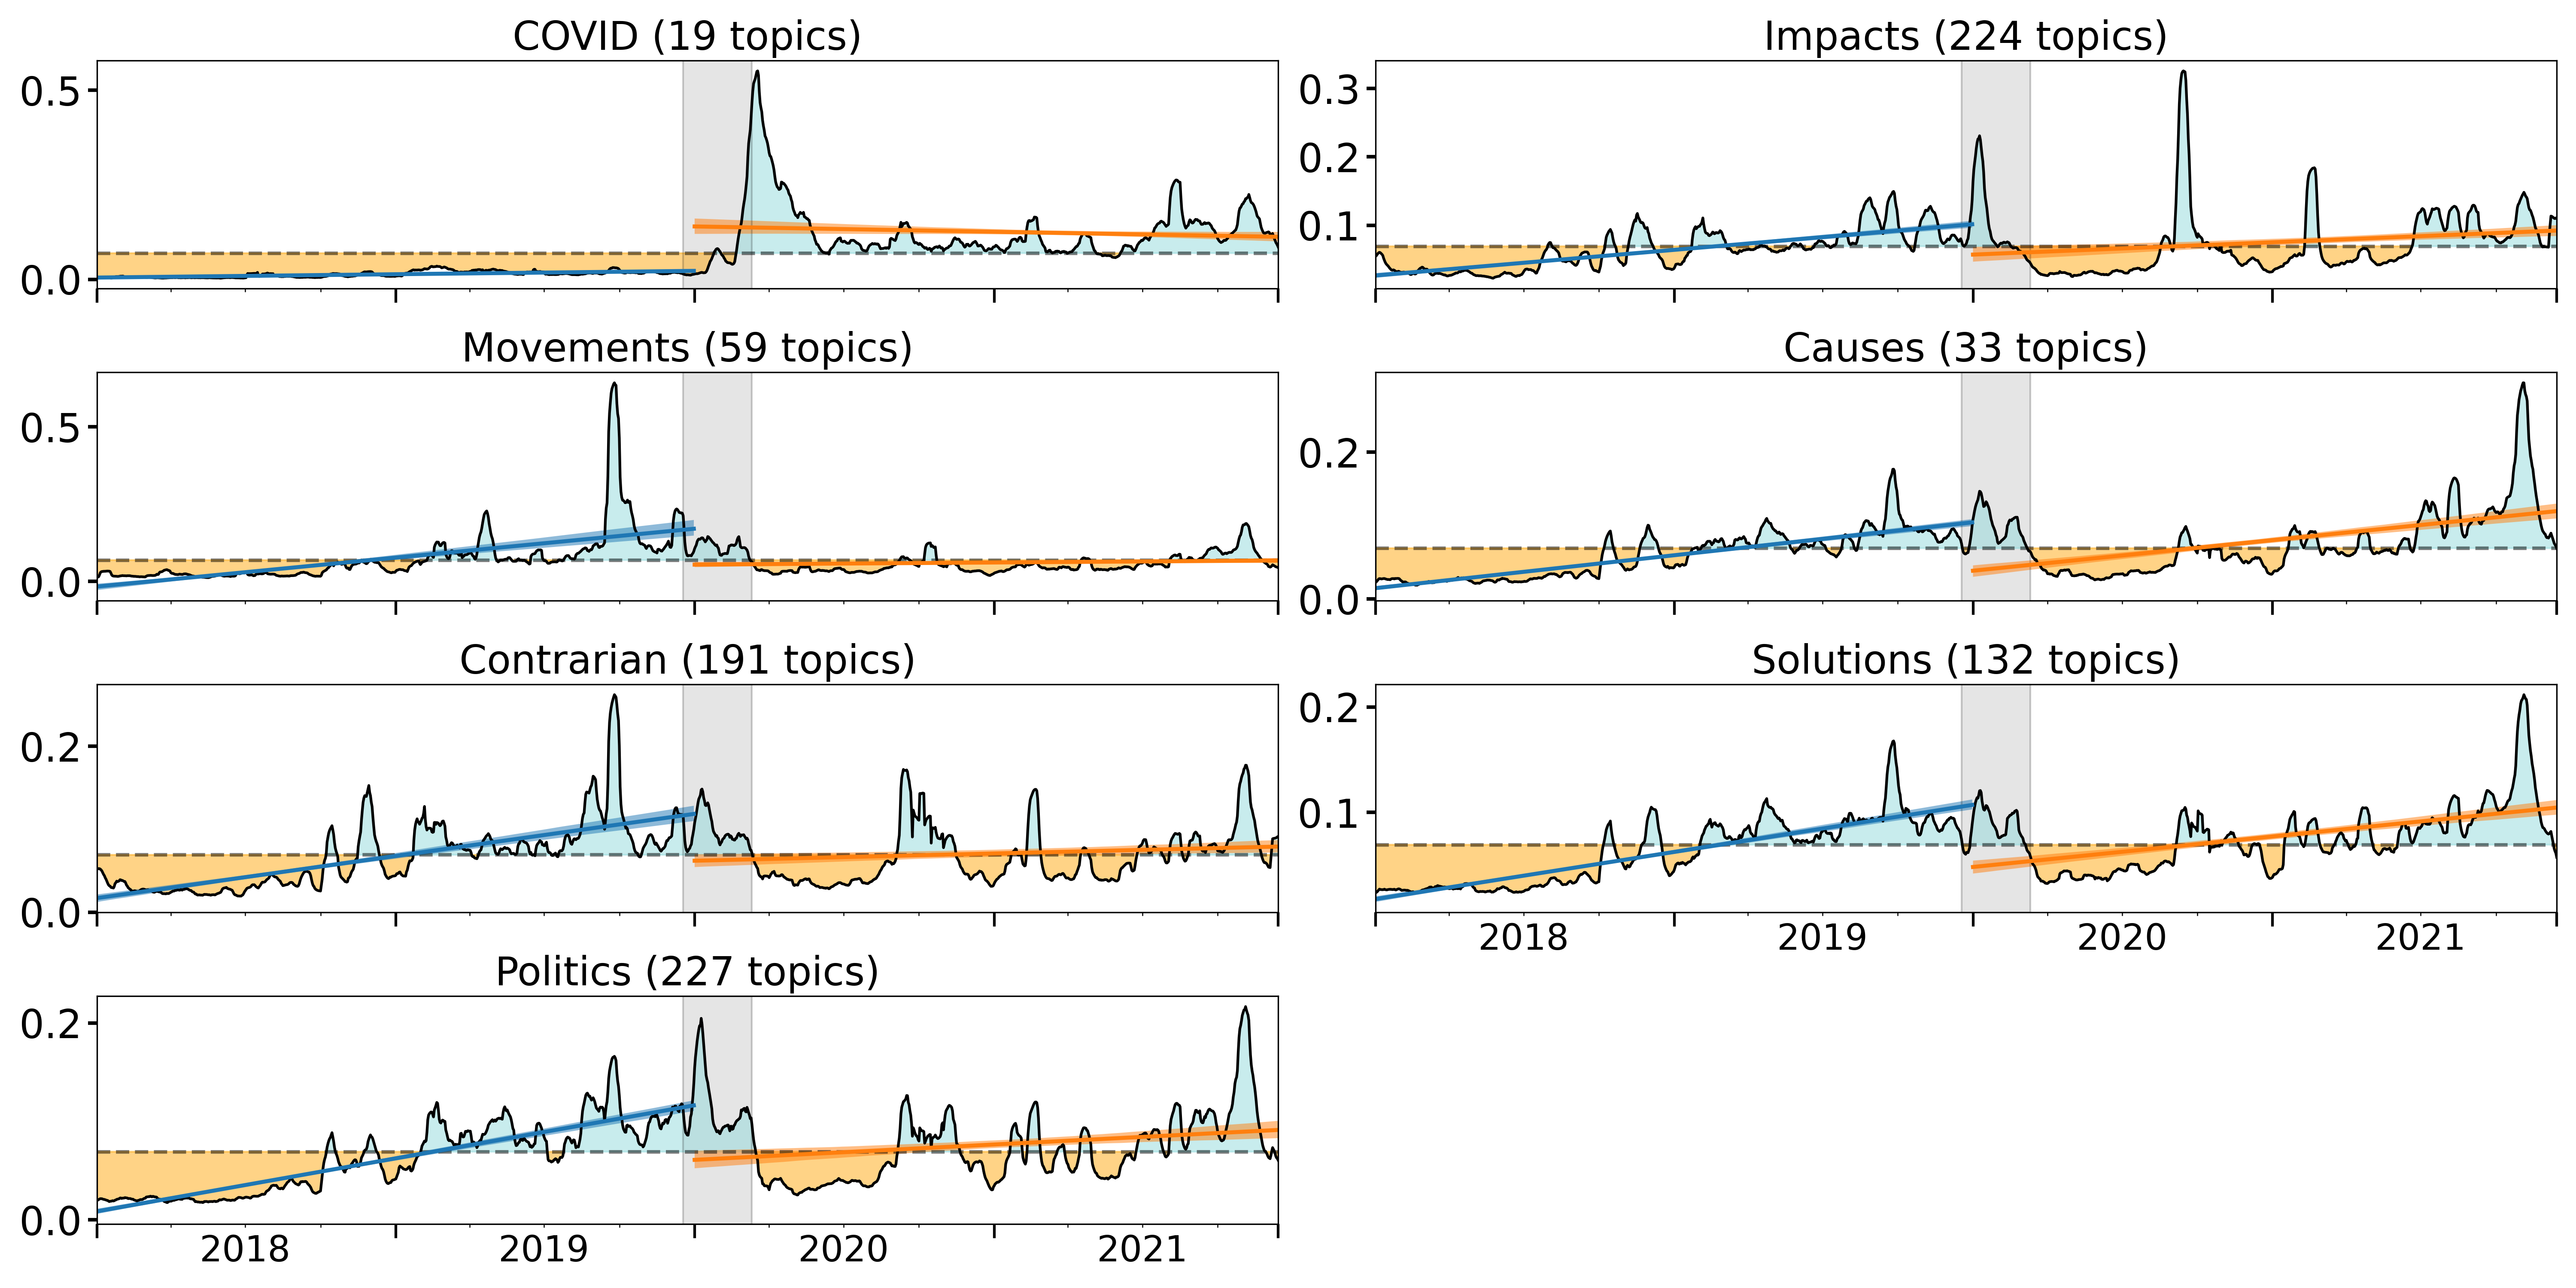 COVID (19 topics)
0.5
0.0
Impacts (224 topics)
0.3
0.2
0.1
Movements (59 topics)
0.5
0.0
Causes (33 topics)
0.2
0.0
Contrarian (191 topics)
0.2
0.0
Solutions (132 topics)
0.2
0.1
2018 2019 2020 2021
Politics (227 topics)
0.2
0.0
2018 2019 2020 2021